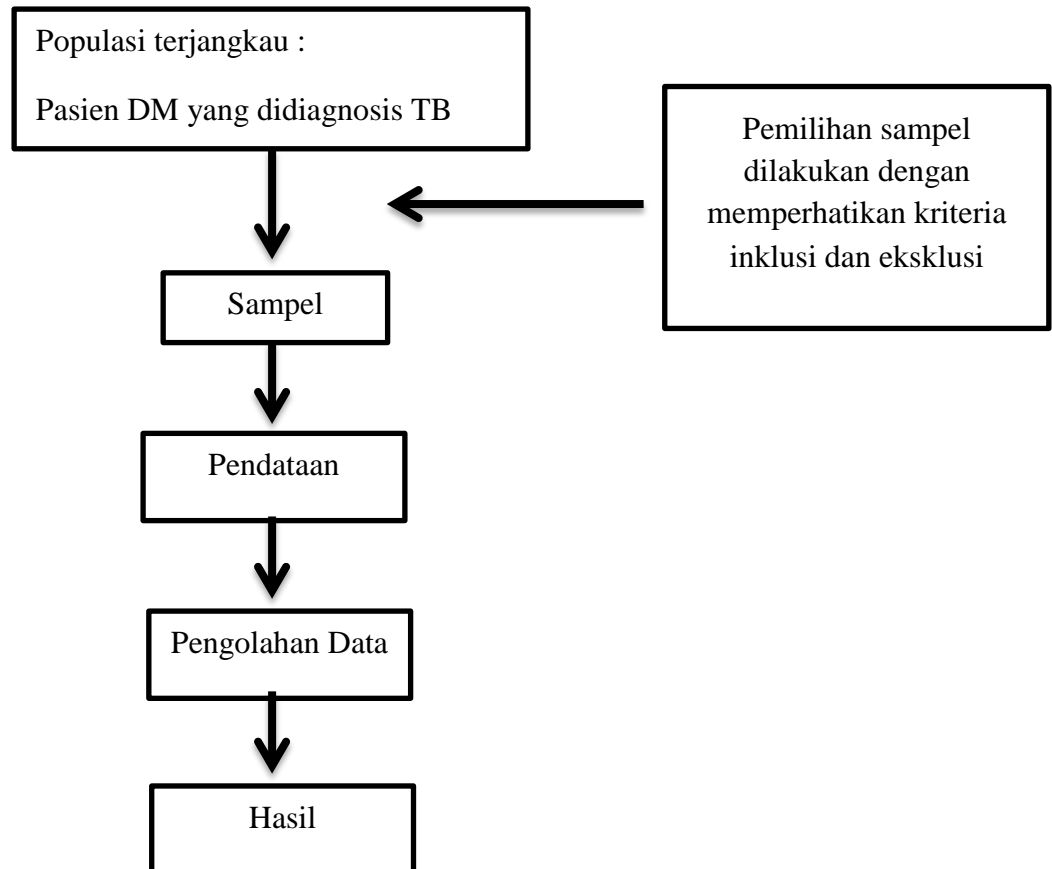 Populasi terjangkau :
Pasien DM yang didiagnosis TB
Pemilihan sampel
dilakukan dengan
memperhatikan kriteria
inklusi dan eksklusi
Sampel
Pendataan
Pengolahan Data
Hasil